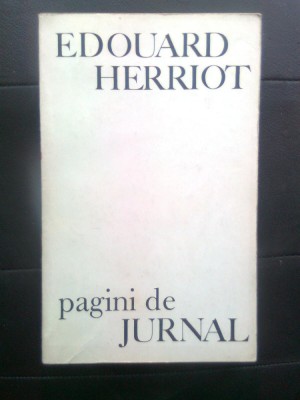 EDOUARD
HERRIOT
pagini de
JURNAL